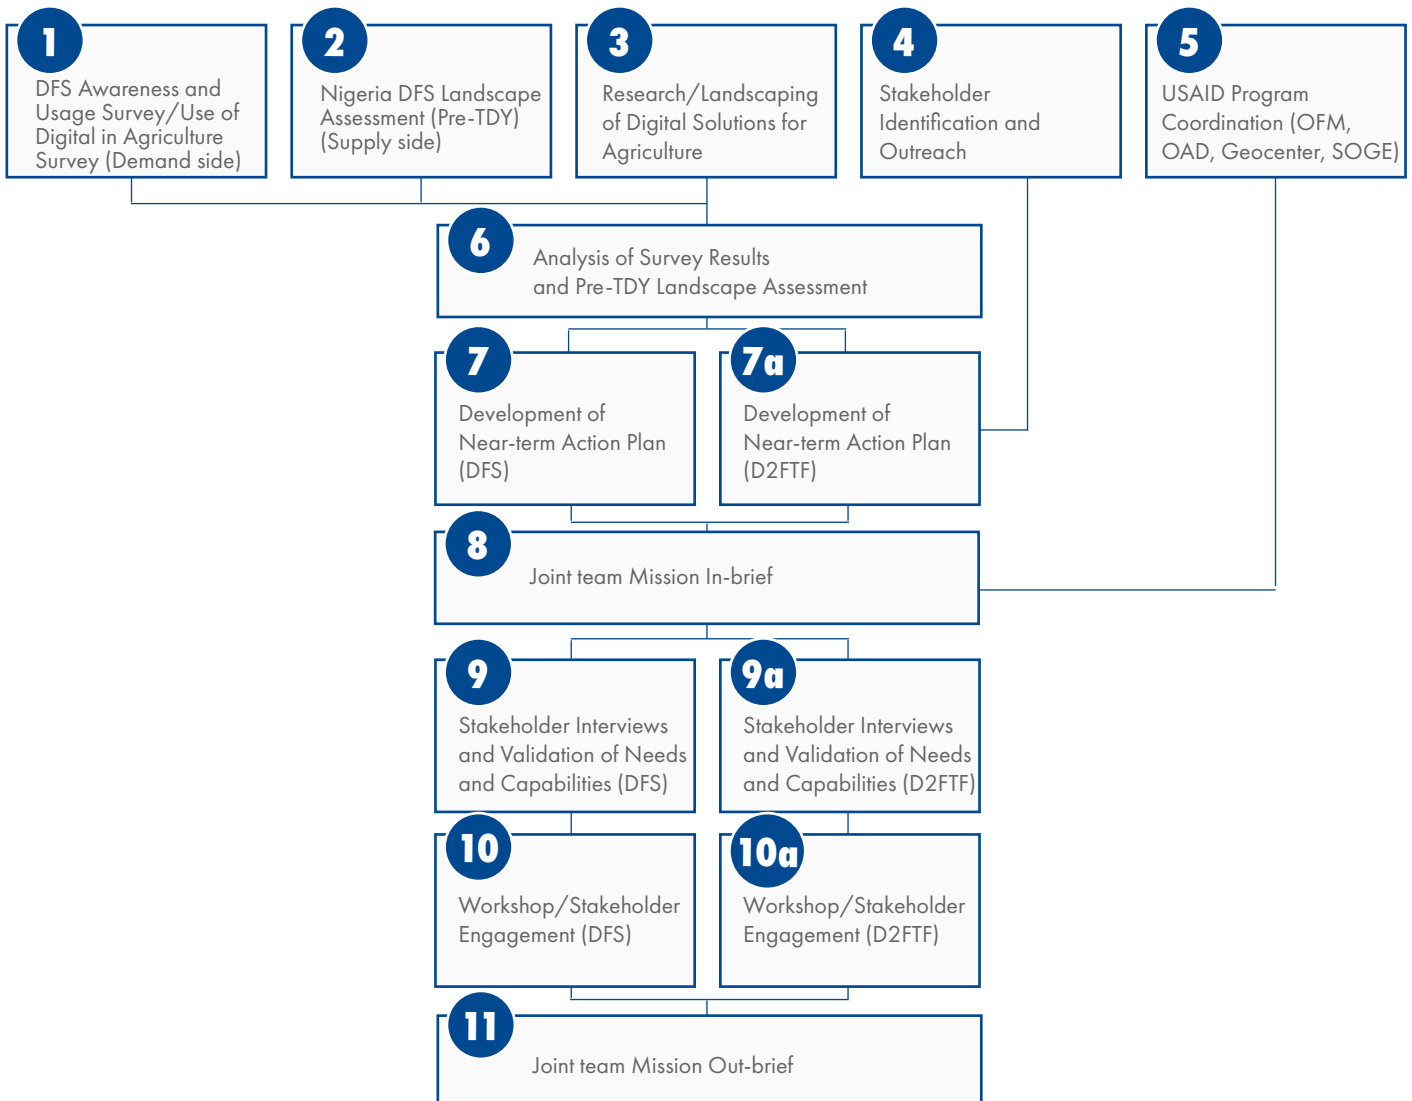 1
DFS Awareness and
Usage Survey/Use of
Digital in Agriculture
Survey (Demand side)
2
Nigeria DFS Landscape
Assessment (Pre-TDY)
(Supply side)
3
Research/Landscaping
of Digital Solutions for
Agriculture
4
Stakeholder
Identification and
Outreach
5
USAID Program
Coordination (OFM,
OAD, Geocenter, SOGE)
6
Analysis of Survey Results
and Pre-TDY Landscape Assessment
7
Development of
Near-term Action Plan
(DFS)
7a
Development of
Near-term Action Plan
(D2FTF)
8
Joint team Mission In-brief
9
Stakeholder Interviews
and Validation of Needs
and Capabilities (DFS)
9a
Stakeholder Interviews
and Validation of Needs
and Capabilities (D2FTF)
10
Workshop/Stakeholder
Engagement (DFS)
10a
Workshop/Stakeholder
Engagement (D2FTF)
11
Joint team Mission Out-brief